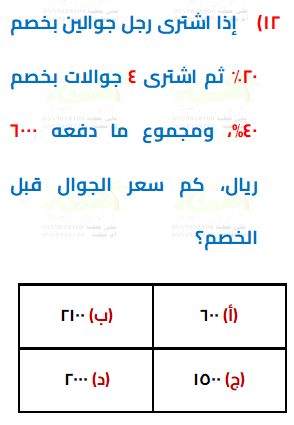 ١٢) إذا اشترى رجل جوالين بخصم
٢٠٪ ثم اشترى ٤ جوالات بخصم
٤٠%، ومجموع ما دفعه ٦٠٠٠
ريال، كم سعر الجوال قبل
الخصم؟
(أ) ٦٠٠ (ب) ٢١٠٠
(ج) ١٥٠٠ (د) ٢٠٠٠